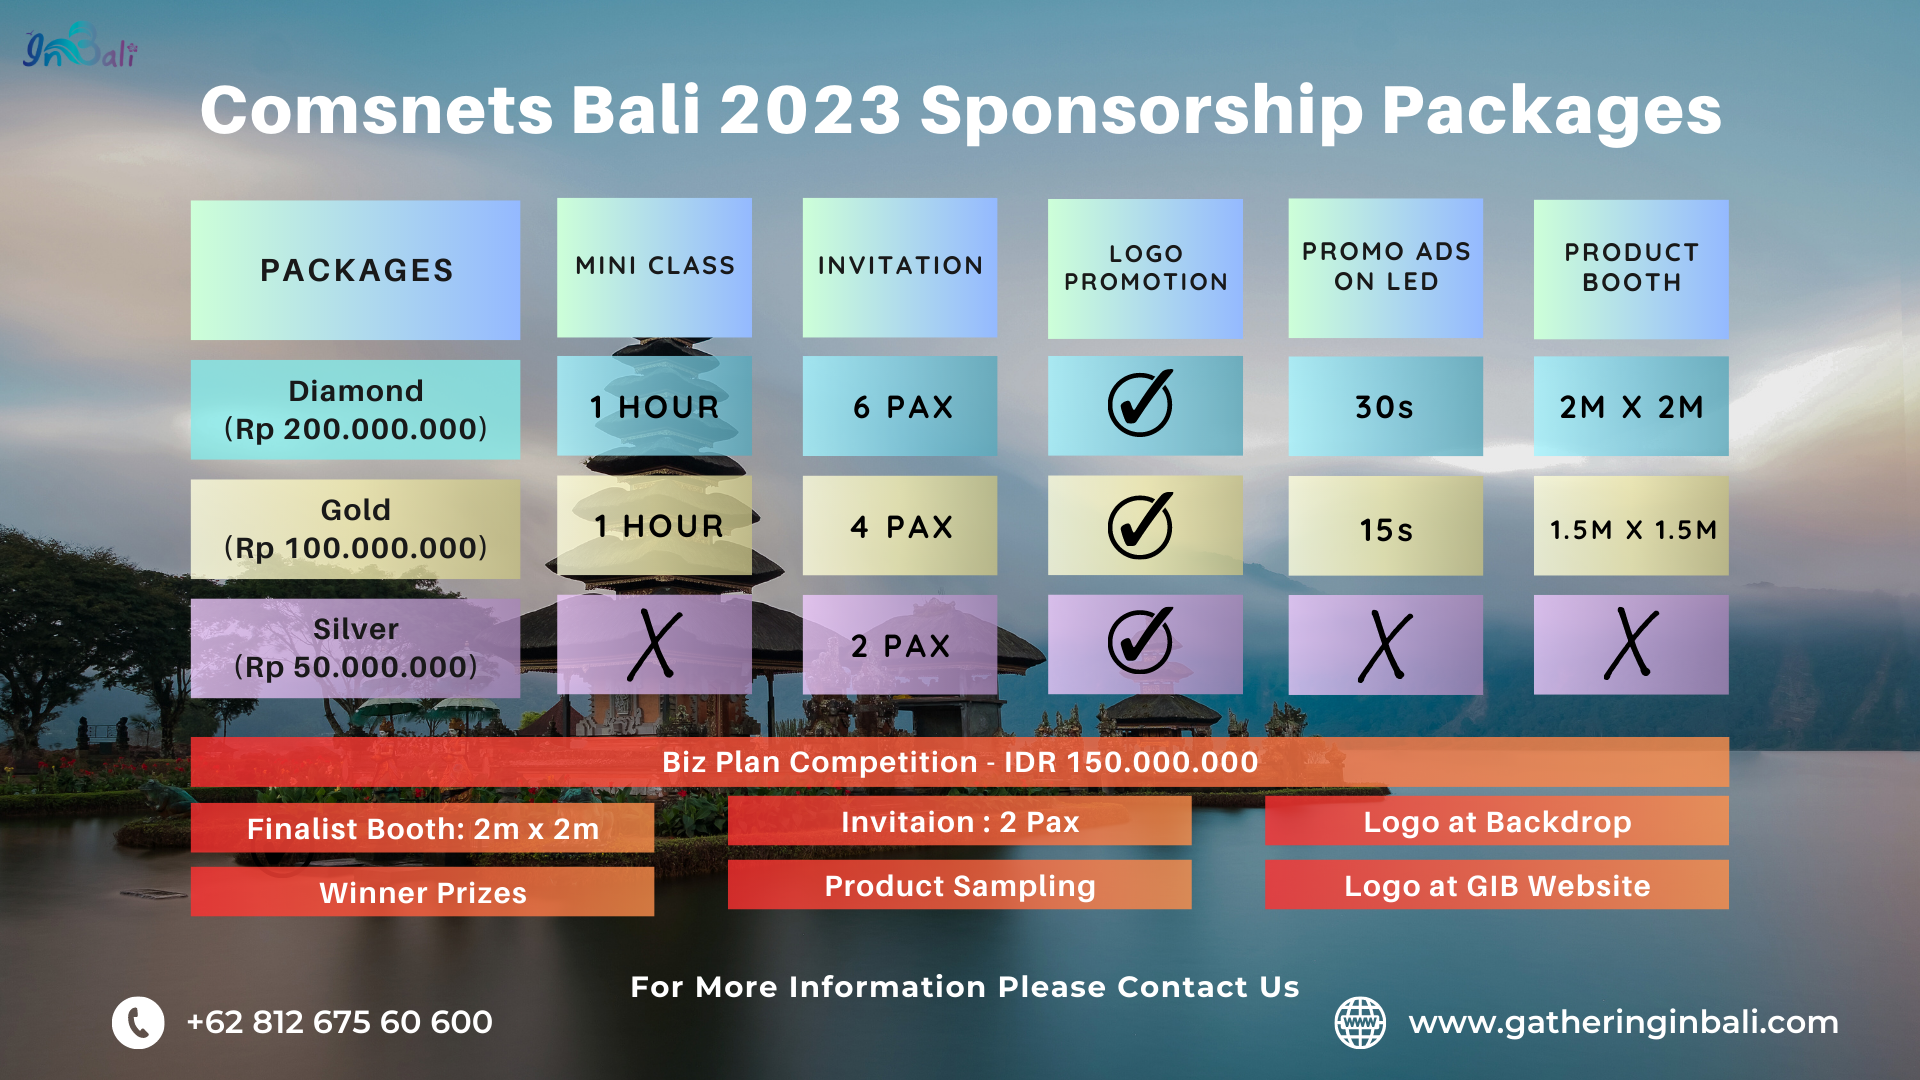 InBali
Comsnets Bali 2023 Sponsorship Packages
PACKAGES
MINI CLASS
INVITATION
LOGO
PROMOTION
PROMO ADS
ON LED
PRODUCT
BOOTH
Diamond
(Rp 200.000.000)
1 HOUR
6 PAX
30s
2M X 2M
Gold
(Rp 100.000.000)
1 HOUR
4 PAX
15s
1.5M X 1.5M
Silver
(Rp 50.000.000)
X
2 PAX
X
X
Biz Plan Competition - IDR 150.000.000
Finalist Booth: 2m x 2m
Invitaion : 2 Pax
Logo at Backdrop
Winner Prizes
Product Sampling
Logo at GIB Website
For More Information Please Contact Us
+62 812 675 60 600
WWW
www.gatheringinbali.com